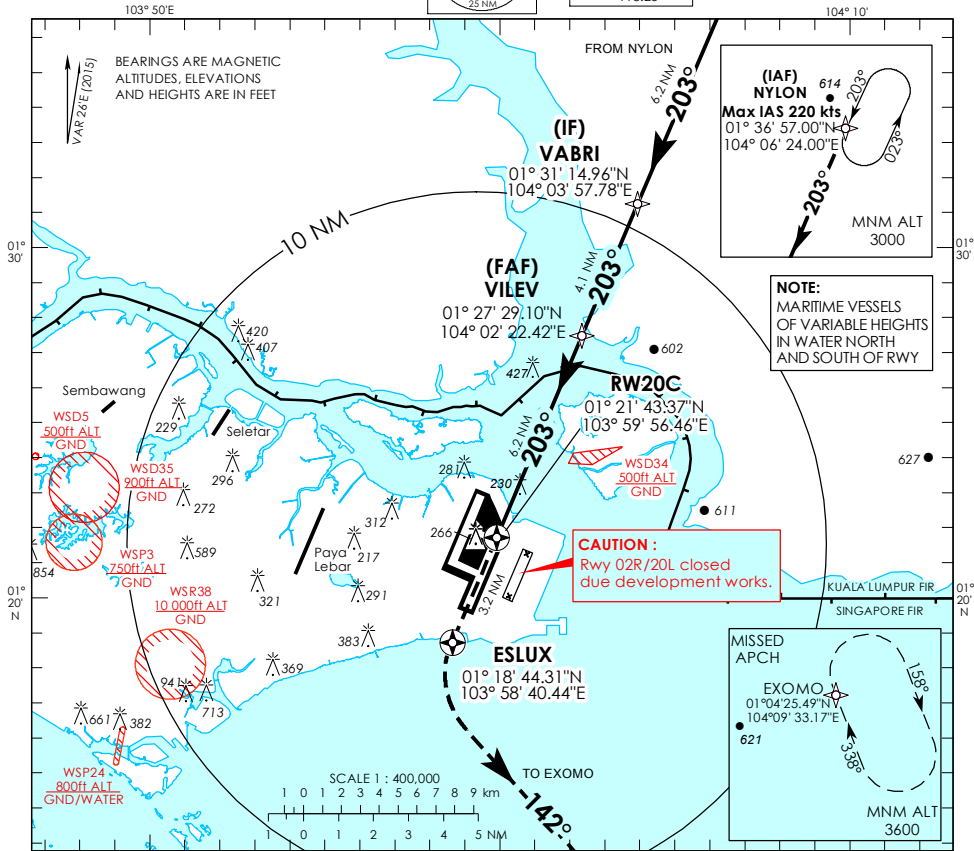 25 NM
103° 50'E
104° 10'E
VAR 26'E (2015)
BEARINGS ARE MAGNETIC
ALTITUDES, ELEVATIONS
AND HEIGHTS ARE IN FEET
FROM NYLON
6.2 NM
203°
(IAF)
NYLON
Max IAS 220 kts
01° 36' 57.00"N
104° 06' 24.00"E
614
203°
023°
203°
MNM ALT
3000
(IF)
VABRI
01° 31' 14.96"N
104° 03' 57.78"E
10 NM
01°
30'
01°
30'
4.1 NM
203°
(FAF)
VILEV
01° 27' 29.10"N
104° 02' 22.42"E
NOTE:
MARITIME VESSELS
OF VARIABLE HEIGHTS
IN WATER NORTH
AND SOUTH OF RWY
420
407
427
602
RW20C
01° 21' 43.37"N
103° 59' 56.46"E
Sembawang
229
Seletar
6.2 NM
203°
WSD5
500ft ALT
GND
WSD35
900ft ALT
GND
296
281
230
WSD34
500ft ALT
GND
627
272
312
611
266
589
217
Paya
Lebar
854
WSP3
750ft ALT
GND
CAUTION :
Rwy 02R/20L closed
due development works.
321
291
3.2 NM
KUALA LUMPUR FIR
SINGAPORE FIR
01°
20'
N
01°
20'
N
WSR38
10 000ft ALT
GND
383
369
ESLUX
01° 18' 44.31"N
103° 58' 40.44"E
941
713
661
382
MISSED
APCH
EXOMO
01°04'25.49"N
104°09' 33.17"E
621
158°
338°
MNM ALT
3600
WSP24
800ft ALT
GND/WATER
SCALE 1 : 400,000
1 0 1 2 3 4 5 6 7 8 9 km
1 0 1 2 3 4 5 NM
TO EXOMO
142°